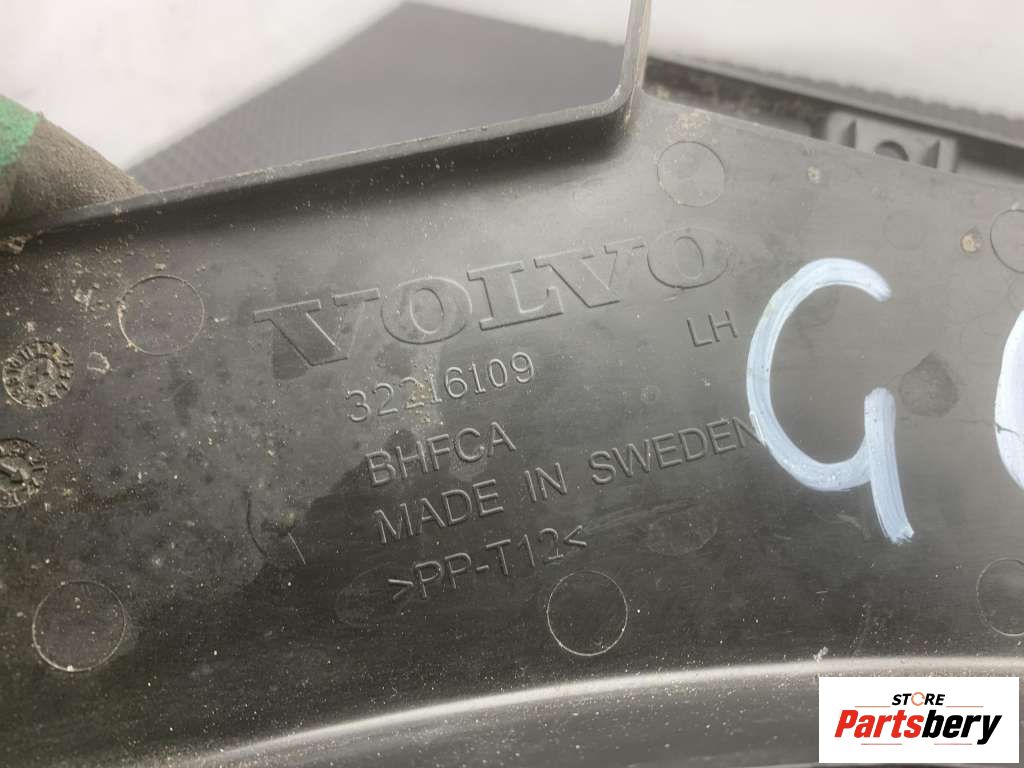 VOLVO
32216109 LH
BHFCA
MADE IN SWEDEN
>PP-T12<
G
STORE
Partsbery